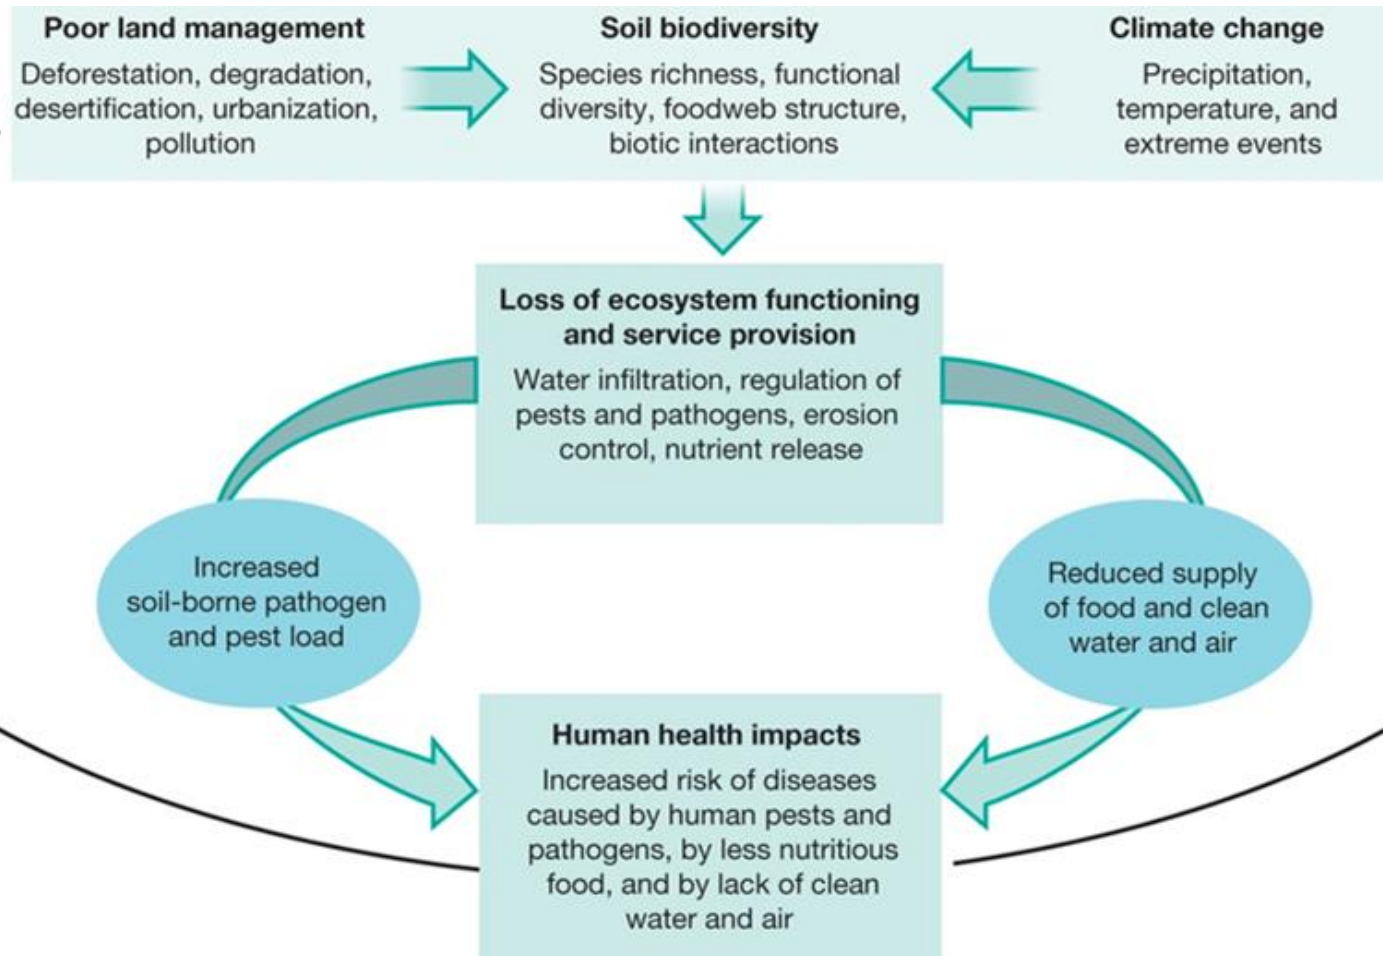 Poor land management
Deforestation, degradation,
desertification, urbanization,
pollution
Soil biodiversity
Species richness, functional
diversity, foodweb structure,
biotic interactions
Climate change
Precipitation,
temperature, and
extreme events
Loss of ecosystem functioning
and service provision
Water infiltration, regulation of
pests and pathogens, erosion
control, nutrient release
Increased
soil-borne pathogen
and pest load
Reduced supply
of food and clean
water and air
Human health impacts
Increased risk of diseases
caused by human pests and
pathogens, by less nutritious
food, and by lack of clean
water and air